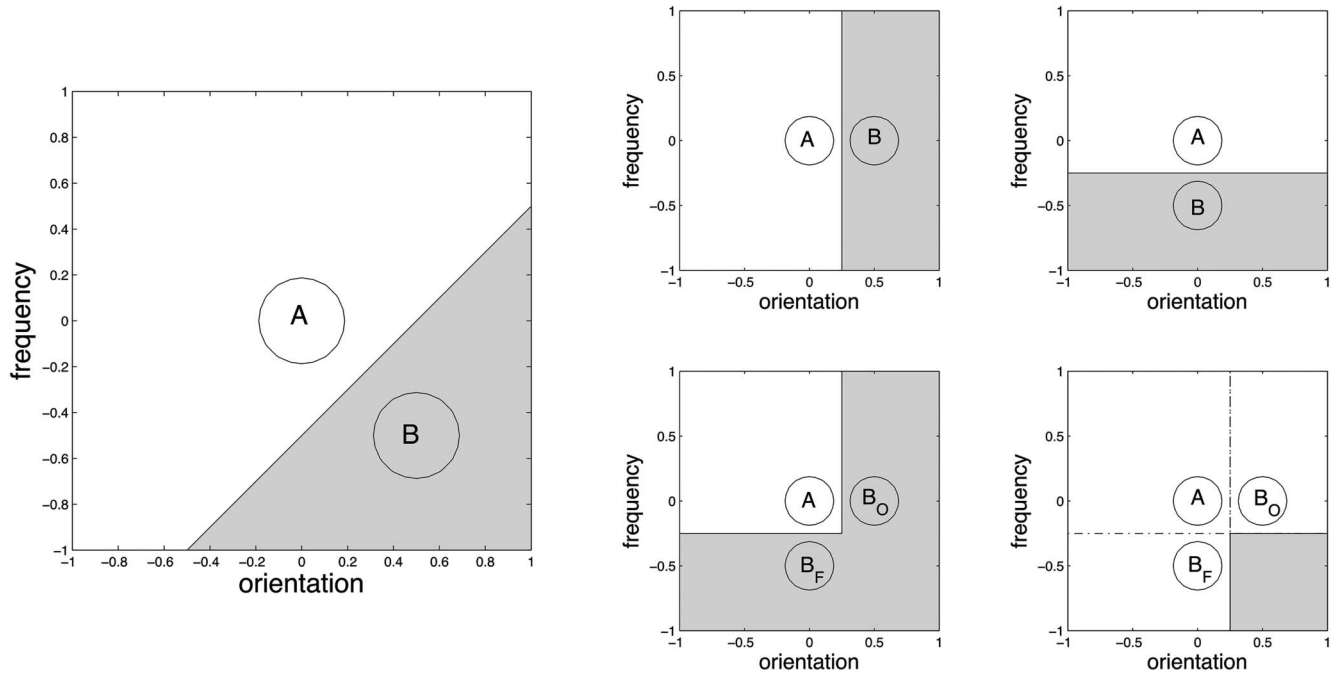 1
0.8
0.6
0.4
0.2
0
-0.2
-0.4
-0.6
-0.8
-1
frequency
A
B
-1 -0.8 -0.6 -0.4 -0.2 0 0.2 0.4 0.6 0.8 1
orientation
1
0.5
0
-0.5
-1
frequency
A B
-1 -0.5 0 0.5 1
orientation
1
0.5
0
-0.5
-1
frequency
A
B
-1 -0.5 0 0.5 1
orientation
1
0.5
0
-0.5
-1
frequency
A BO
BF
-1 -0.5 0 0.5 1
orientation
1
0.5
0
-0.5
-1
frequency
A BO
BF
-1 -0.5 0 0.5 1
orientation